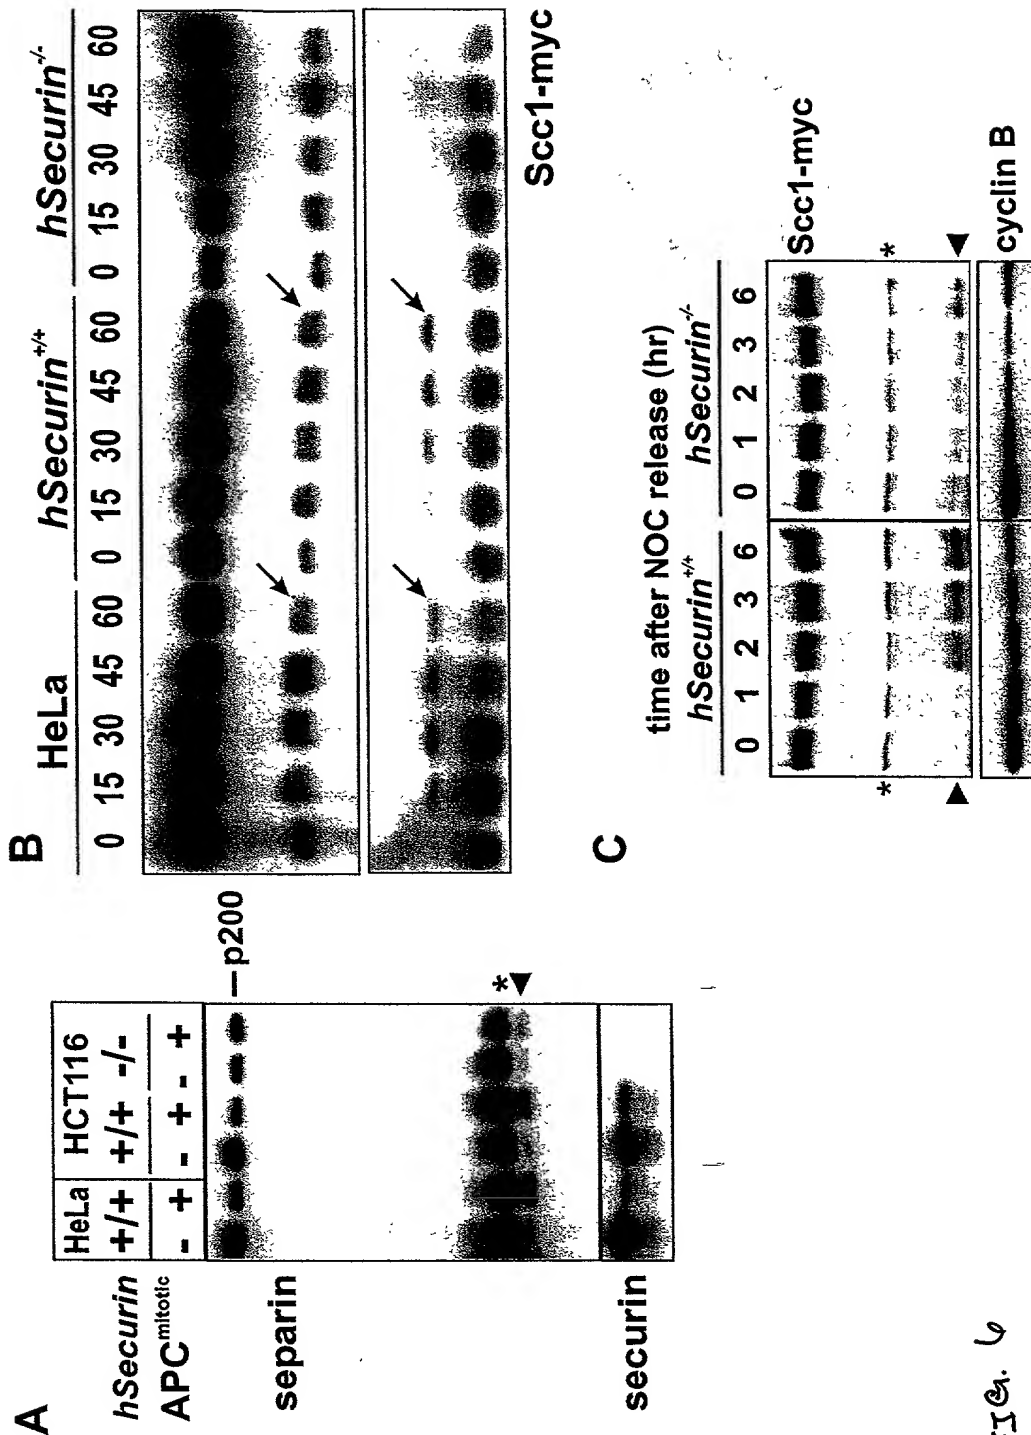 A
HeLa HCT116
hSecurin +/+ +/+ -/-
APCmitotic - + - + - +
separin
p200
*
securin
B
HeLa hSecurin+/+ hSecurin-/-
0 15 30 45 60 0 15 30 45 60 0 15 30 45 60
Scc1-myc
C
time after NOC release (hr)
hSecurin+/+ hSecurin-/-
0 1 2 3 6 0 1 2 3 6
Scc1-myc
* *
cyclin B
FIG. 6